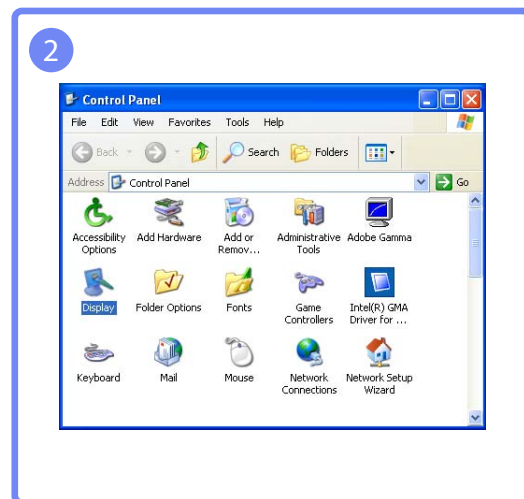 2
Control Panel
File Edit View Favorites Tools Help
Back Search Folders
Address Control Panel Go
Accessibility Options
Add Hardware
Add or Remov...
Administrative Tools
Adobe Gamma
Display
Folder Options
Fonts
Game Controllers
Intel(R) GMA Driver for ...
Keyboard
Mail
Mouse
Network Connections
Network Setup Wizard